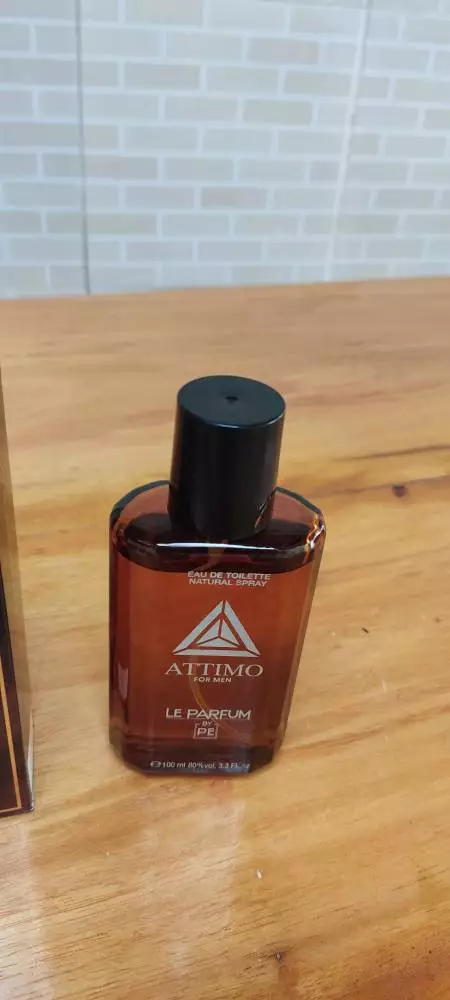 EAU DE TOILETTE
NATURAL SPRAY
ATTIMO
FOR MEN
LE PARFUM
BY
PE
℮ 100 ml 80%vol. 3.3 Fl.